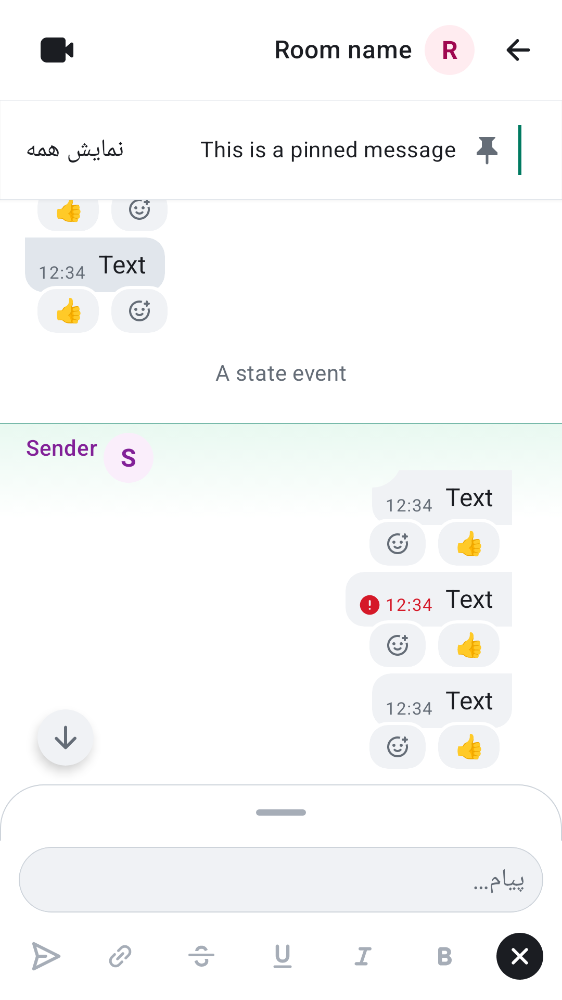 Room name
R
This is a pinned message
نمایش همه
12:34 Text
A state event
Sender
S
12:34 Text
12:34 Text
12:34 Text
پیام...
U
I
B